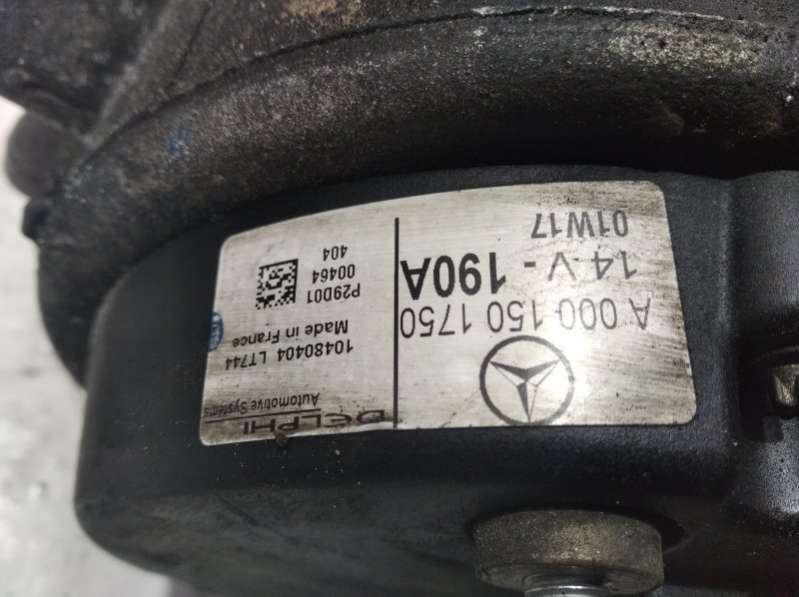 DELPHI
Automotive Systems
10480404 LT744
Made in France
P29D01
00464
404
A 000 150 1750
14 V - 190A
01W17